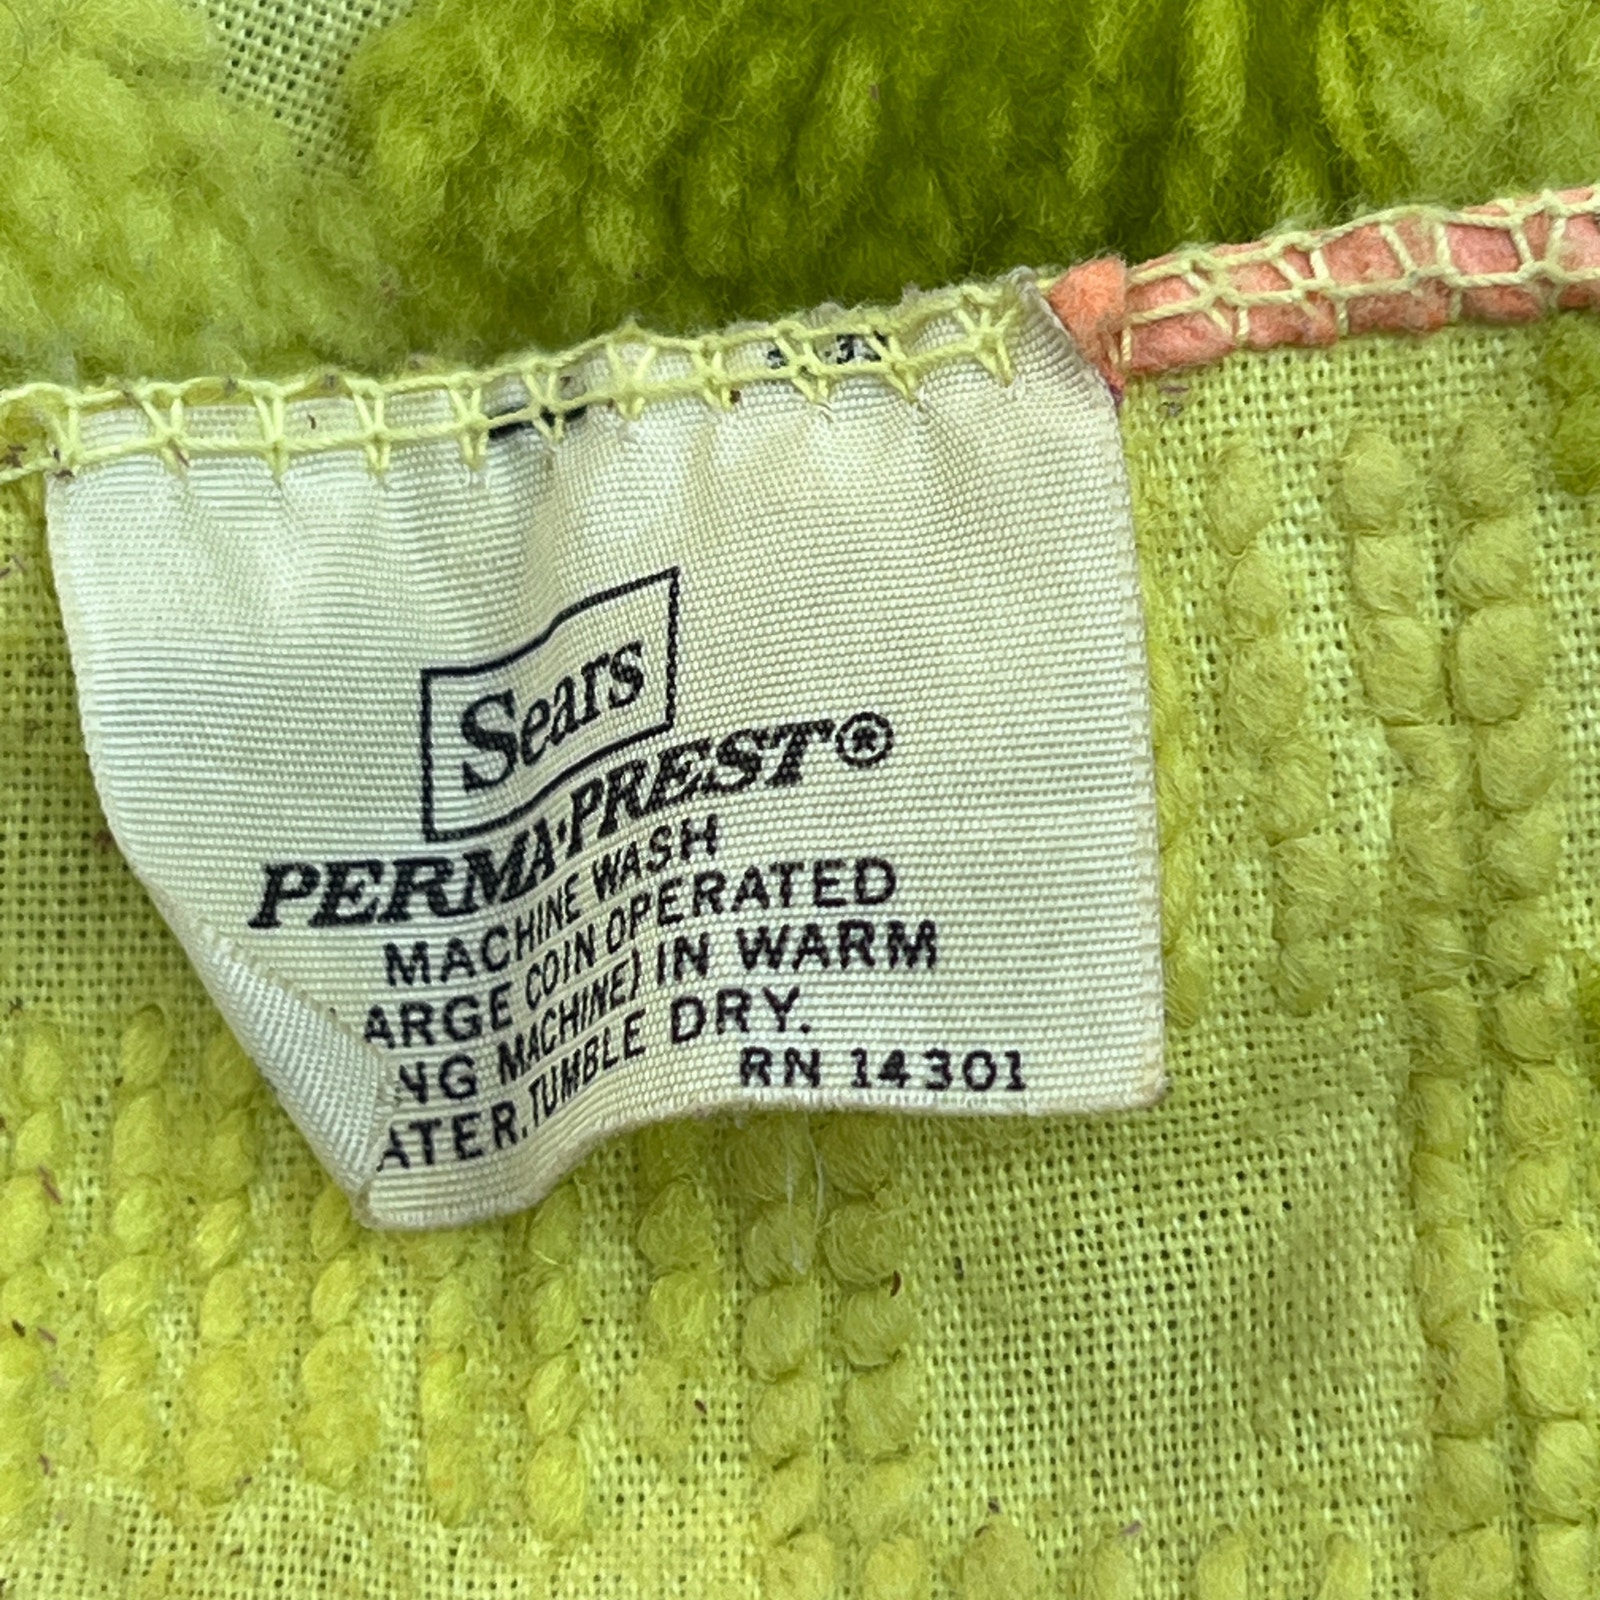 Sears
PERMA·PREST®
MACHINE WASH
ARGE COIN OPERATED
NG MACHINE) IN WARM
ATER. TUMBLE DRY.
RN 14301